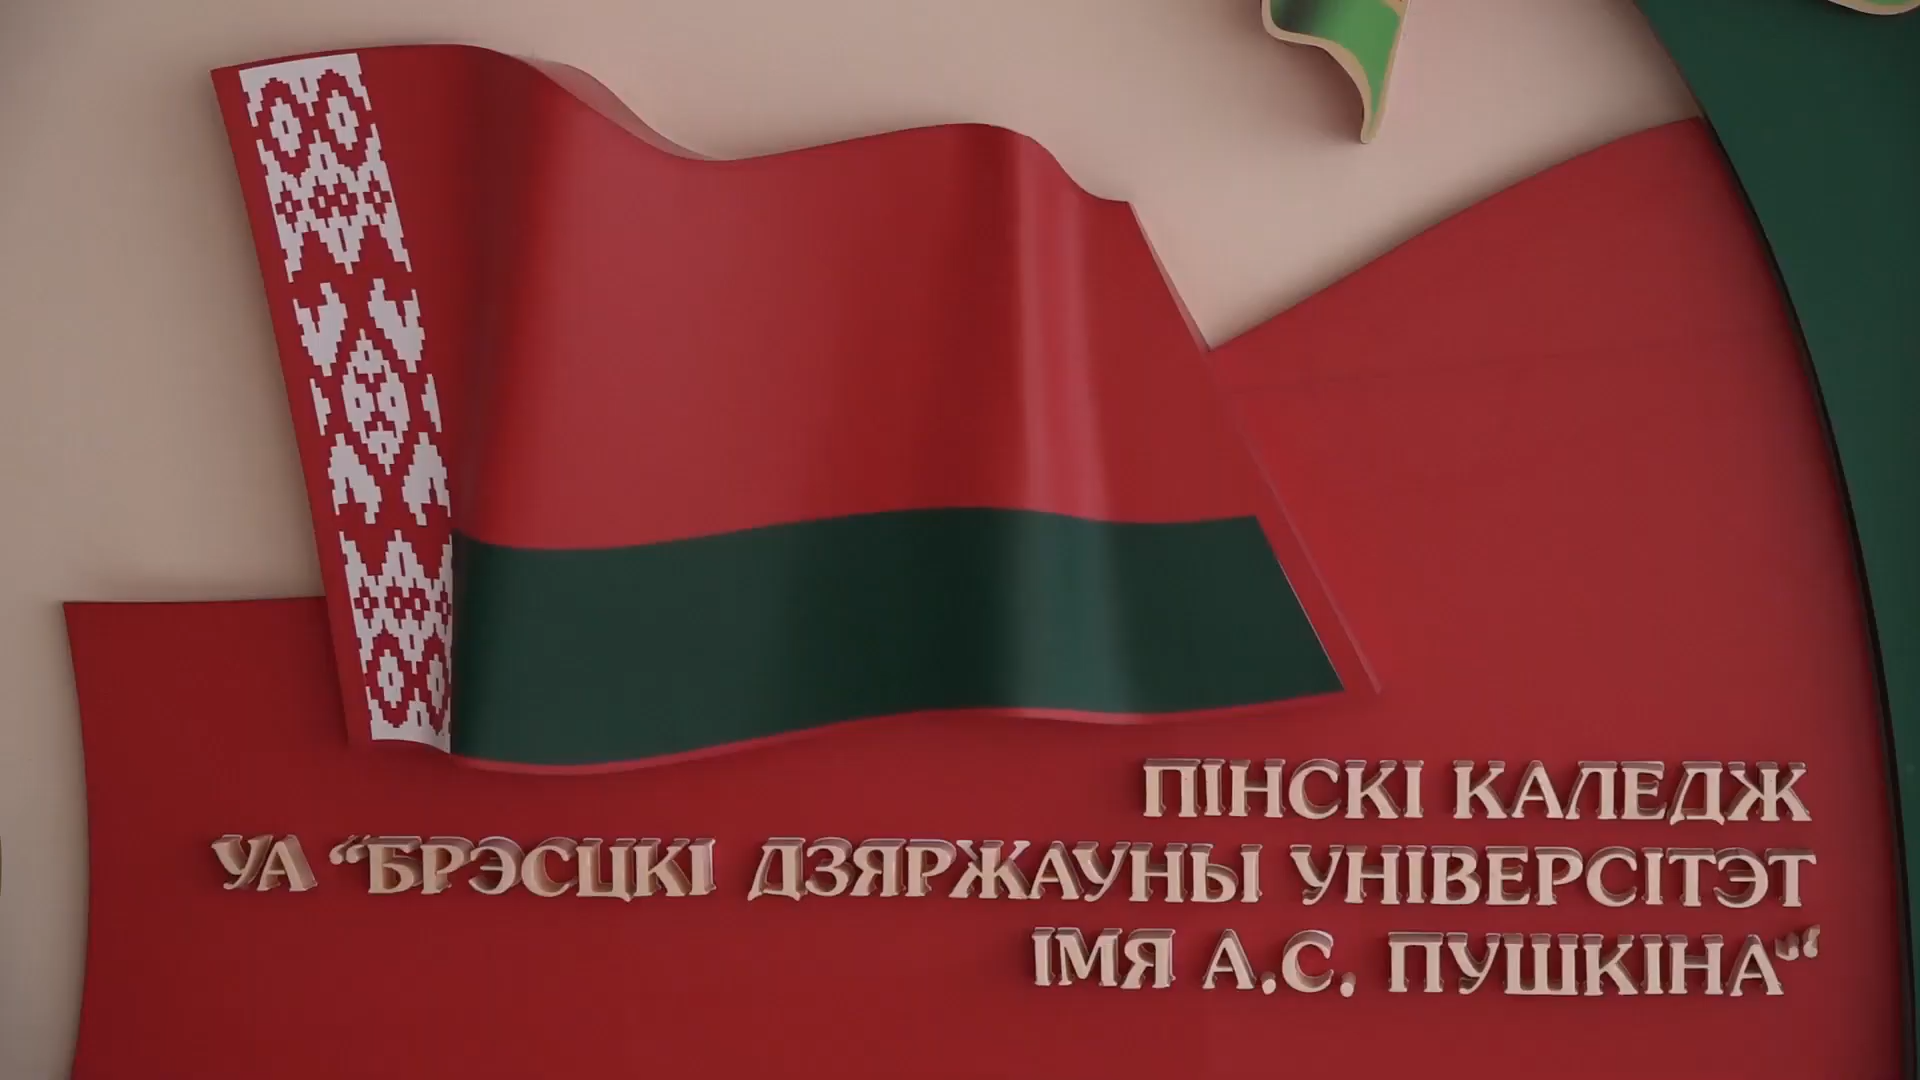 ПІНСКІ КАЛЕДЖ
УА “БРЭСЦКІ ДЗЯРЖАУНЫ УНІВЕРСІТЭТ
ІМЯ А.С. ПУШКІНА“